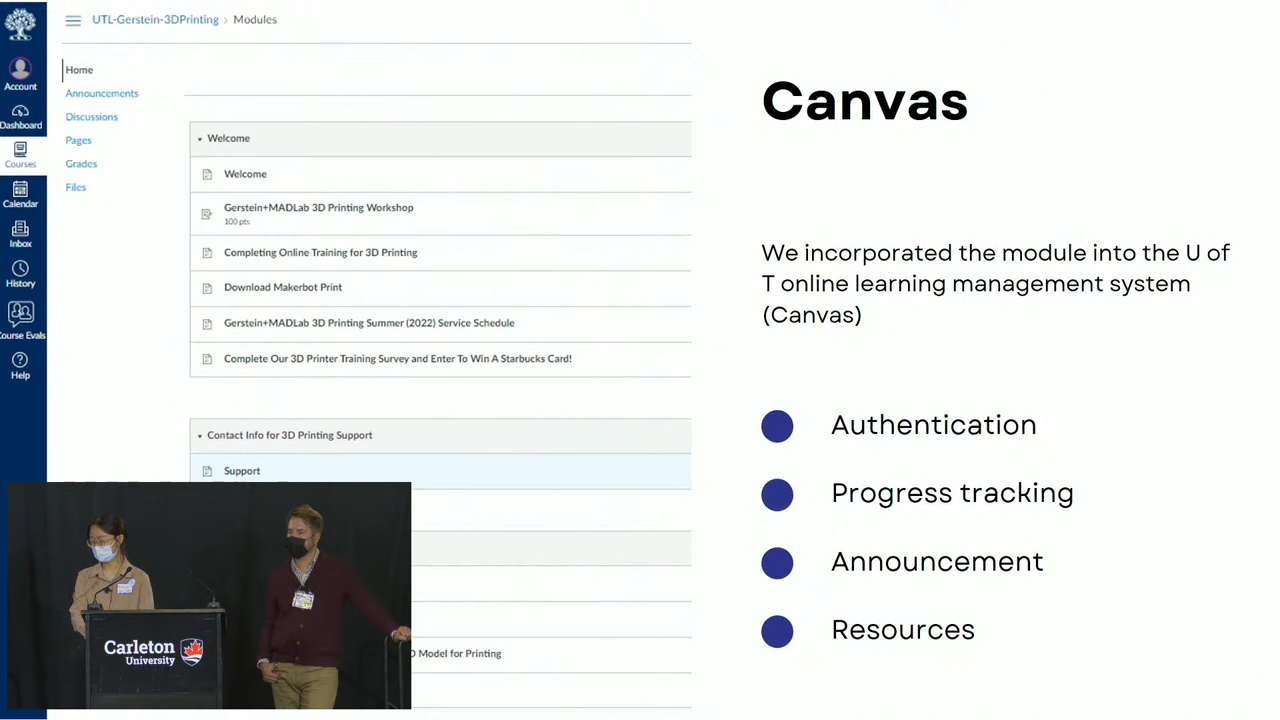 UTL-Gerstein-3DPrinting › Modules
Account
Dashboard
Courses
Calendar
Inbox
History
Course Evals
Help
Home
Announcements
Discussions
Pages
Grades
Files
Welcome
Welcome
Gerstein+MADLab 3D Printing Workshop
100 pts
Completing Online Training for 3D Printing
Download Makerbot Print
Gerstein+MADLab 3D Printing Summer (2022) Service Schedule
Complete Our 3D Printer Training Survey and Enter To Win A Starbucks Card!
Contact Info for 3D Printing Support
Support
D Model for Printing
Carleton
University
Canvas
We incorporated the module into the U of
T online learning management system
(Canvas)
Authentication
Progress tracking
Announcement
Resources